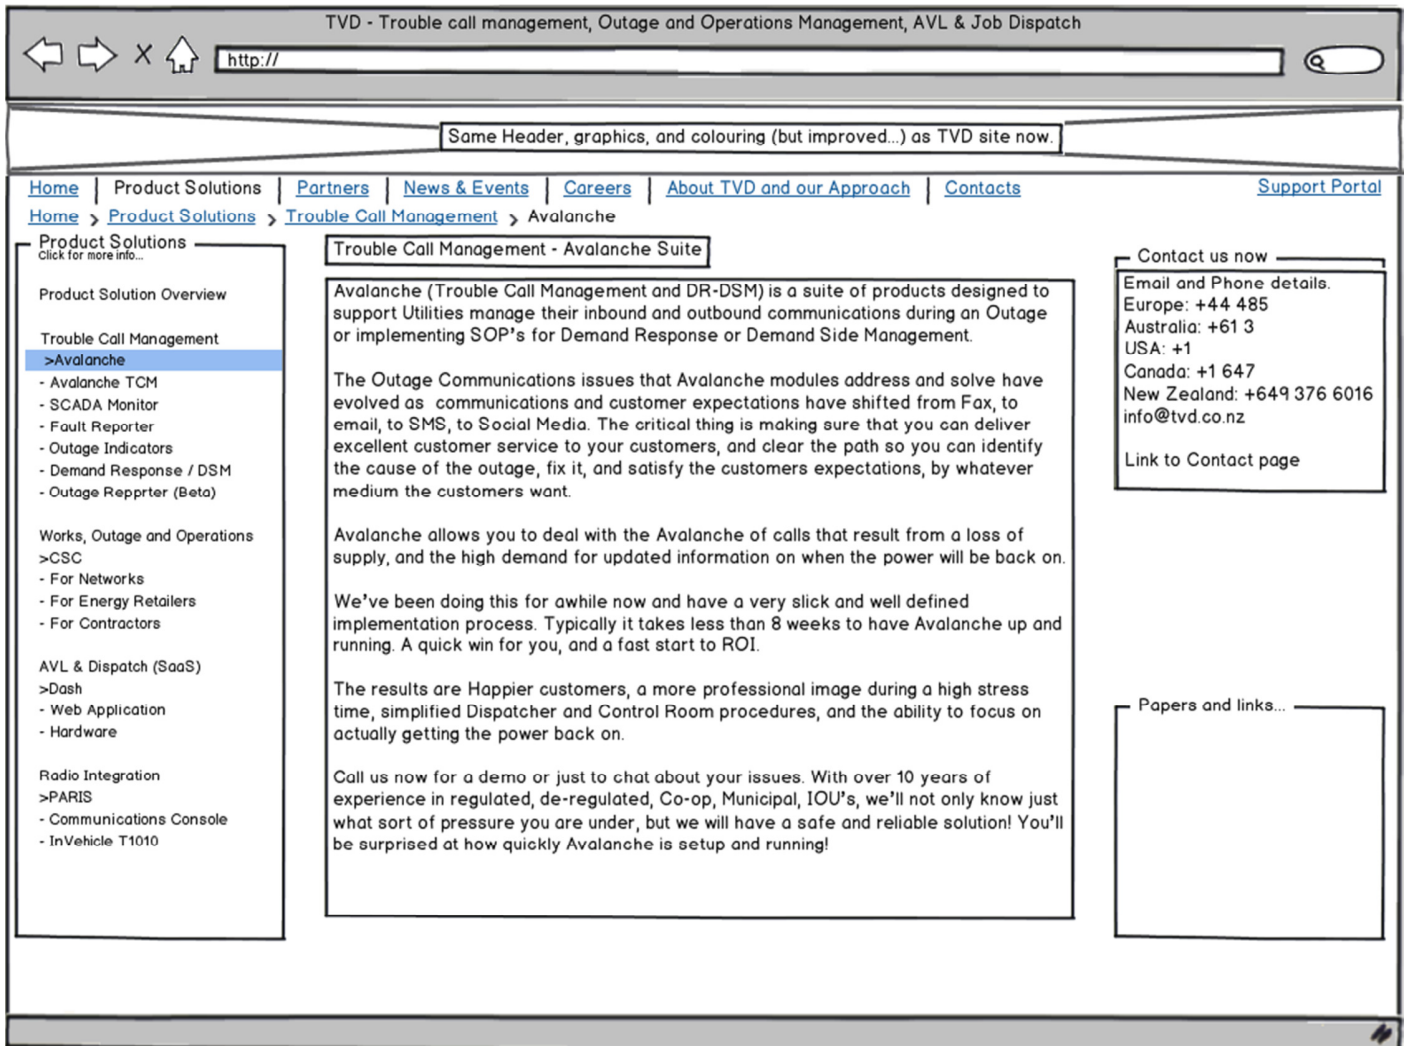 TVD - Trouble call management, Outage and Operations Management, AVL & Job Dispatch
http://
Same Header, graphics, and colouring (but improved...) as TVD site now.
Home | Product Solutions | Partners | News & Events | Careers | About TVD and our Approach | Contacts
Support Portal
Home > Product Solutions > Trouble Call Management > Avalanche
Product Solutions
Click for more info...
Product Solution Overview
Trouble Call Management
>Avalanche
- Avalanche TCM
- SCADA Monitor
- Fault Reporter
- Outage Indicators
- Demand Response / DSM
- Outage Repprter (Beta)
Works, Outage and Operations
>CSC
- For Networks
- For Energy Retailers
- For Contractors
AVL & Dispatch (SaaS)
>Dash
- Web Application
- Hardware
Radio Integration
>PARIS
- Communications Console
- InVehicle T1010
Trouble Call Management - Avalanche Suite
Avalanche (Trouble Call Management and DR-DSM) is a suite of products designed to
support Utilities manage their inbound and outbound communications during an Outage
or implementing SOP's for Demand Response or Demand Side Management.
The Outage Communications issues that Avalanche modules address and solve have
evolved as communications and customer expectations have shifted from Fax, to
email, to SMS, to Social Media. The critical thing is making sure that you can deliver
excellent customer service to your customers, and clear the path so you can identify
the cause of the outage, fix it, and satisfy the customers expectations, by whatever
medium the customers want.
Avalanche allows you to deal with the Avalanche of calls that result from a loss of
supply, and the high demand for updated information on when the power will be back on.
We've been doing this for awhile now and have a very slick and well defined
implementation process. Typically it takes less than 8 weeks to have Avalanche up and
running. A quick win for you, and a fast start to ROI.
The results are Happier customers, a more professional image during a high stress
time, simplified Dispatcher and Control Room procedures, and the ability to focus on
actually getting the power back on.
Call us now for a demo or just to chat about your issues. With over 10 years of
experience in regulated, de-regulated, Co-op, Municipal, IOU's, we'll not only know just
what sort of pressure you are under, but we will have a safe and reliable solution! You'll
be surprised at how quickly Avalanche is setup and running!
Contact us now
Email and Phone details.
Europe: +44 485
Australia: +61 3
USA: +1
Canada: +1 647
New Zealand: +649 376 6016
info@tvd.co.nz
Link to Contact page
Papers and links...